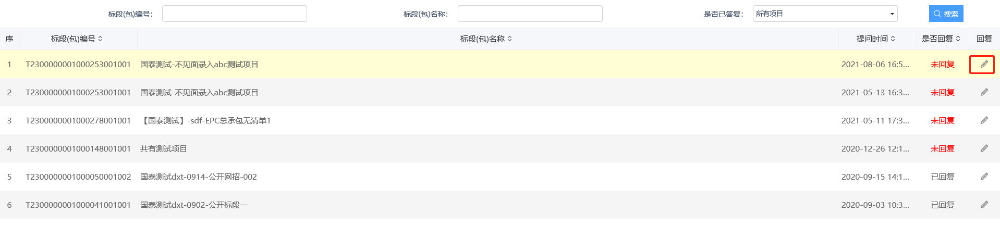 标段(包)编号： 标段(包)名称： 是否已答复： 所有项目 搜索
序 标段(包)编号 标段(包)名称 提问时间 是否回复 回复
1 T2300000001000253001001 国泰测试-不见面录入abc测试项目 2021-08-06 16:5... 未回复
2 T2300000001000253001001 国泰测试-不见面录入abc测试项目 2021-05-13 16:3... 未回复
3 T2300000001000278001001 【国泰测试】-sdf-EPC总承包无清单1 2021-05-11 17:3... 未回复
4 T2300000001000148001001 共有测试项目 2020-12-26 12:1... 未回复
5 T2300000001000050001002 国泰测试dxt-0914-公开网招-002 2020-09-15 14:1... 已回复
6 T2300000001000041001001 国泰测试dxt-0902-公开标段一 2020-09-03 10:3... 已回复